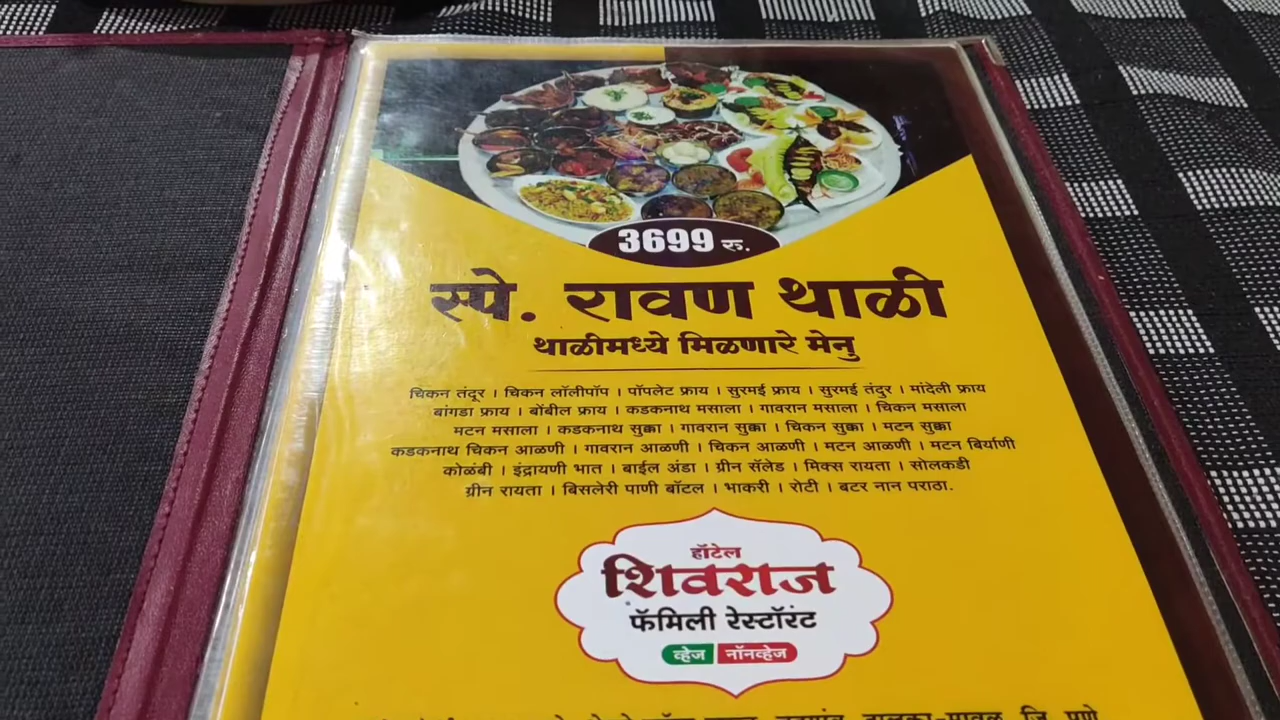 3699 रु.
स्पे. रावण थाळी
थाळीमध्ये मिळणारे मेनु
चिकन तंदूर । चिकन लॉलीपॉप । पॉपलेट फ्राय । सुरमई फ्राय । सुरमई तंदुर । मांदेली फ्राय
बांगडा फ्राय । बोंबील फ्राय । कडकनाथ मसाला । गावरान मसाला । चिकन मसाला
मटन मसाला । कडकनाथ सुक्का । गावरान सुक्का । चिकन सुक्का । मटन सुक्का
कडकनाथ चिकन आळणी । गावरान आळणी । चिकन आळणी । मटन आळणी । मटन बिर्याणी
कोळंबी । इंद्रायणी भात । बाईल अंडा । ग्रीन सॅलेड । मिक्स रायता । सोलकडी
ग्रीन रायता । बिसलेरी पाणी बॉटल । भाकरी । रोटी । बटर नान पराठा.
हॉटेल
शिवराज
फॅमिली रेस्टॉरंट
व्हेज नॉनव्हेज